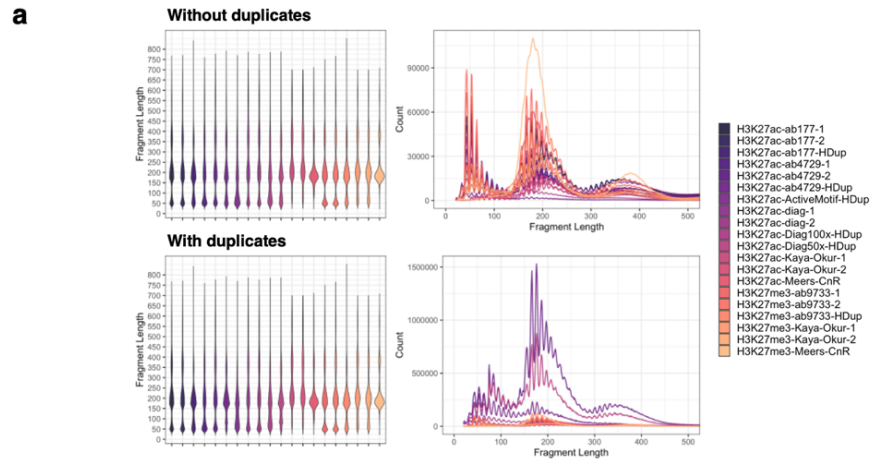 a
Without duplicates
Fragment Length
800
750
700
650
600
550
500
450
400
350
300
250
200
150
100
50
0
Count
90000
60000
30000
0
0 100 200 300 400 500
Fragment Length
With duplicates
Fragment Length
800
750
700
650
600
550
500
450
400
350
300
250
200
150
100
50
0
Count
1500000
1000000
500000
0
0 100 200 300 400 500
Fragment Length
H3K27ac-ab177-1
H3K27ac-ab177-2
H3K27ac-ab177-HDup
H3K27ac-ab4729-1
H3K27ac-ab4729-2
H3K27ac-ab4729-HDup
H3K27ac-ActiveMotif-HDup
H3K27ac-diag-1
H3K27ac-diag-2
H3K27ac-Diag100x-HDup
H3K27ac-Diag50x-HDup
H3K27ac-Kaya-Okur-1
H3K27ac-Kaya-Okur-2
H3K27ac-Meers-CnR
H3K27me3-ab9733-1
H3K27me3-ab9733-2
H3K27me3-ab9733-HDup
H3K27me3-Kaya-Okur-1
H3K27me3-Kaya-Okur-2
H3K27me3-Meers-CnR